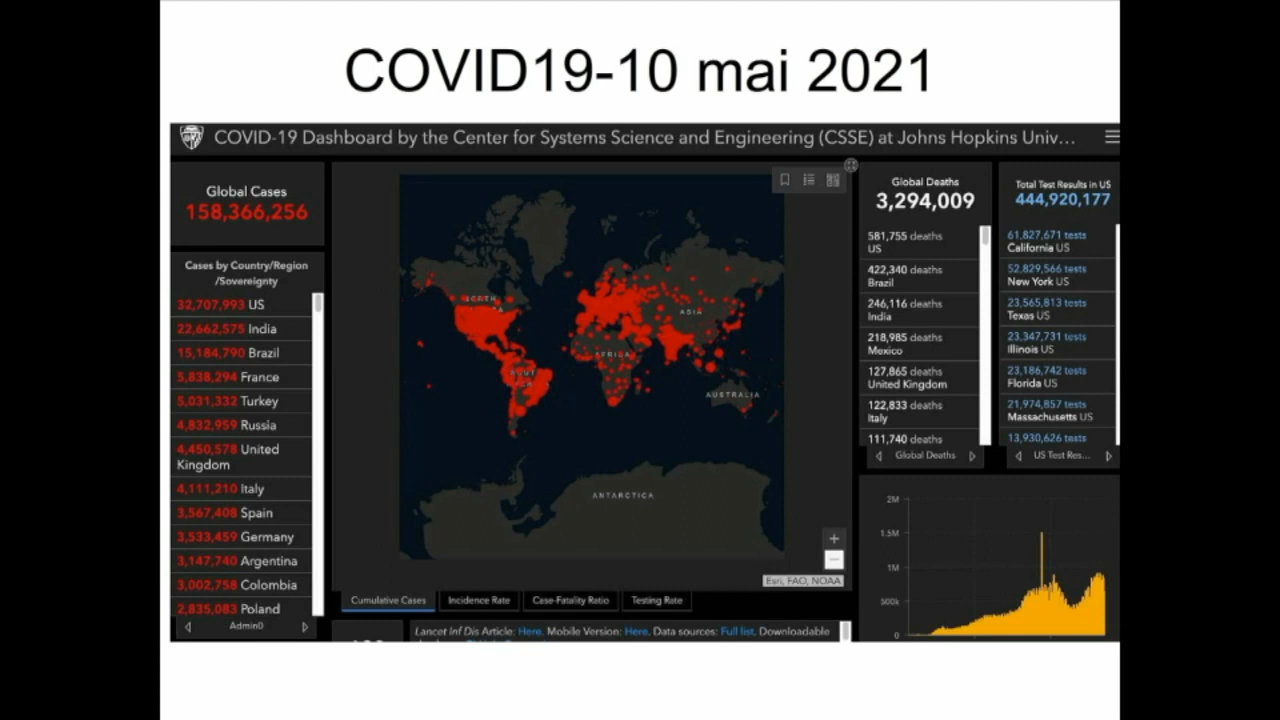 COVID19-10 mai 2021
COVID-19 Dashboard by the Center for Systems Science and Engineering (CSSE) at Johns Hopkins Univ...
Global Cases
158,366,256
Cases by Country/Region
/Sovereignty
32,707,993 US
22,662,575 India
15,184,790 Brazil
5,838,294 France
5,031,332 Turkey
4,832,959 Russia
4,450,578 United
Kingdom
4,111,210 Italy
3,567,408 Spain
3,533,459 Germany
3,147,740 Argentina
3,002,758 Colombia
2,835,083 Poland
Admin0
NORTH
ASIA
AFRICA
AUSTRALIA
ANTARCTICA
Esri, FAO, NOAA
Cumulative Cases
Incidence Rate
Case-Fatality Ratio
Testing Rate
Lancet Inf Dis Article: Here. Mobile Version: Here. Data sources: Full list. Downloadable
Global Deaths
3,294,009
581,755 deaths
US
422,340 deaths
Brazil
246,116 deaths
India
218,985 deaths
Mexico
127,865 deaths
United Kingdom
122,833 deaths
Italy
111,740 deaths
Global Deaths
Total Test Results in US
444,920,177
61,827,671 tests
California US
52,829,566 tests
New York US
23,565,813 tests
Texas US
23,347,731 tests
Illinois US
23,186,742 tests
Florida US
21,974,857 tests
Massachusetts US
13,930,626 tests
US Test Res...
2M
1.5M
1M
500k
0